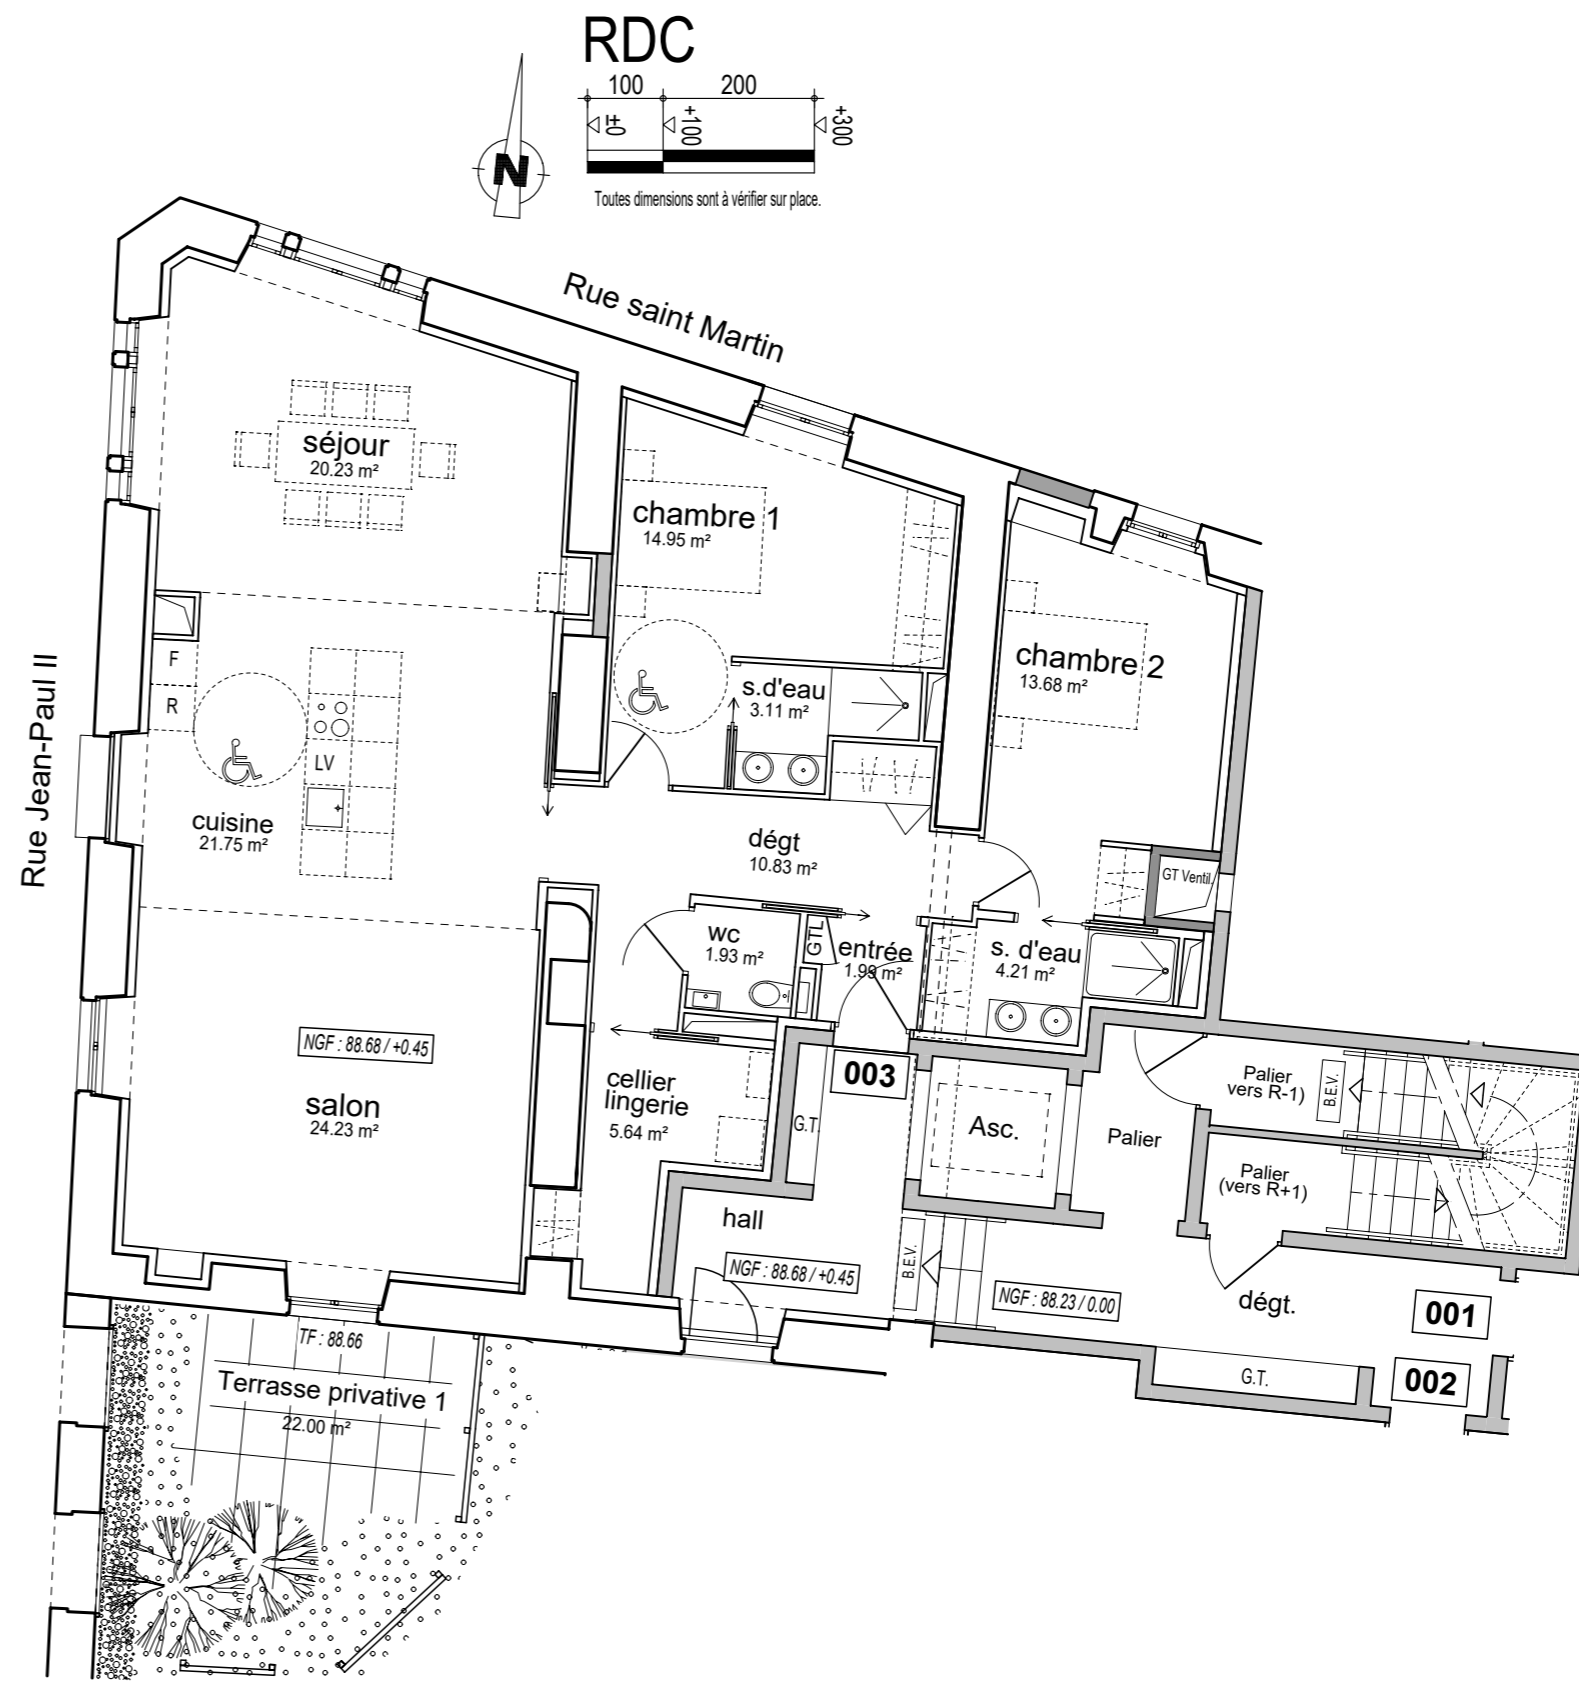 RDC
100 200
±0 +100 +300
N
Toutes dimensions sont à vérifier sur place.
Rue saint Martin
Rue Jean-Paul II
séjour
20.23 m²
chambre 1
14.95 m²
chambre 2
13.68 m²
s.d'eau
3.11 m²
F
R
LV
cuisine
21.75 m²
dégt
10.83 m²
GT Ventil.
wc
1.93 m²
GTL
entrée
1.99 m²
s. d'eau
4.21 m²
NGF : 88.68 / +0.45
salon
24.23 m²
cellier
lingerie
5.64 m²
003
G.T.
Asc.
Palier
Palier
vers R-1)
B.E.V.
Palier
(vers R+1)
hall
NGF : 88.68 / +0.45
B.E.V.
NGF : 88.23 / 0.00
dégt.
001
002
G.T.
TF : 88.66
Terrasse privative 1
22.00 m²